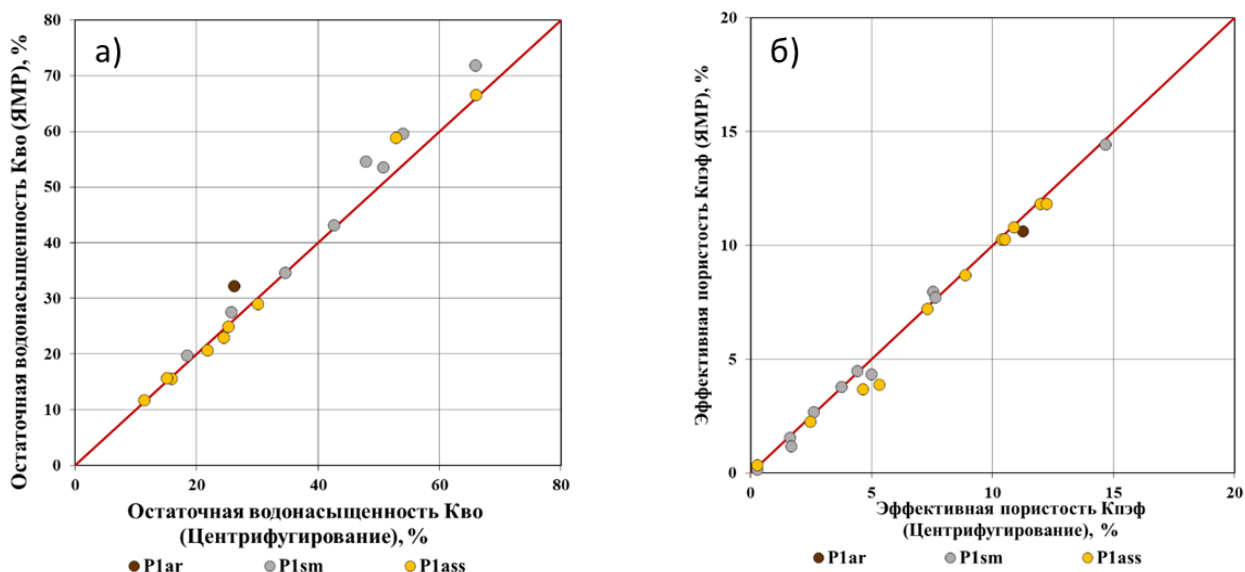 а)
Остаточная водонасыщенность Кво (ЯМР), %
80
70
60
50
40
30
20
10
0
0 20 40 60 80
Остаточная водонасыщенность Кво
(Центрифугирование), %
P1ar P1sm P1ass
б)
Эффективная пористость Кпэф (ЯМР), %
20
15
10
5
0
0 5 10 15 20
Эффективная пористость Кпэф
(Центрифугирование), %
P1ar P1sm P1ass